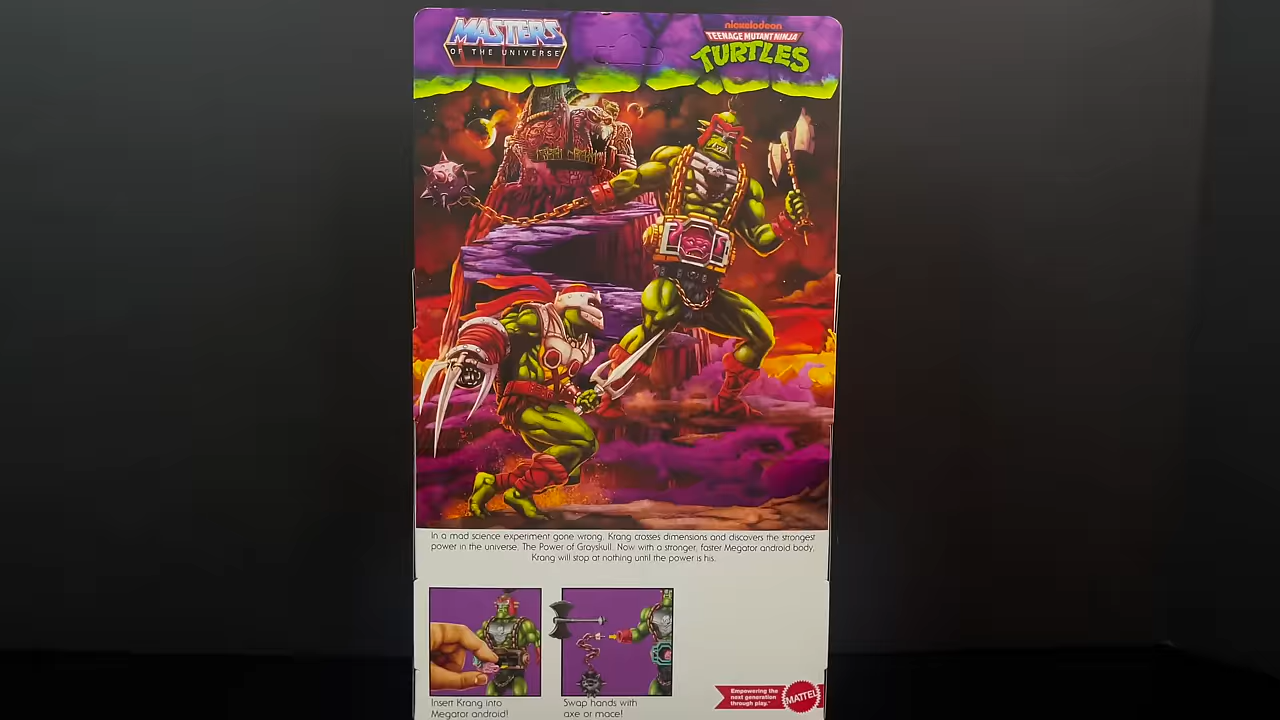 MASTERS
OF THE UNIVERSE
nickelodeon
TEENAGE MUTANT NINJA
TURTLES
In a mad science experiment gone wrong, Krang crosses dimensions and discovers the strongest
power in the universe: The Power of Grayskull. Now with a stronger, faster Megator android body,
Krang will stop at nothing until the power is his.
Insert Krang into
Megator android!
Swap hands with
axe or mace!
Empowering the
next generation
through play.™
MATTEL